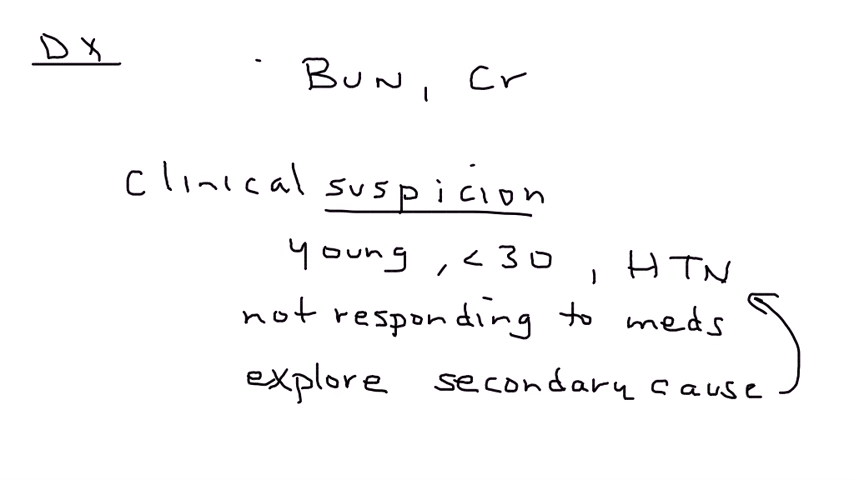 DX
BUN, Cr
Clinical suspicion
young, <30, HTN
not responding to meds
explore secondary cause